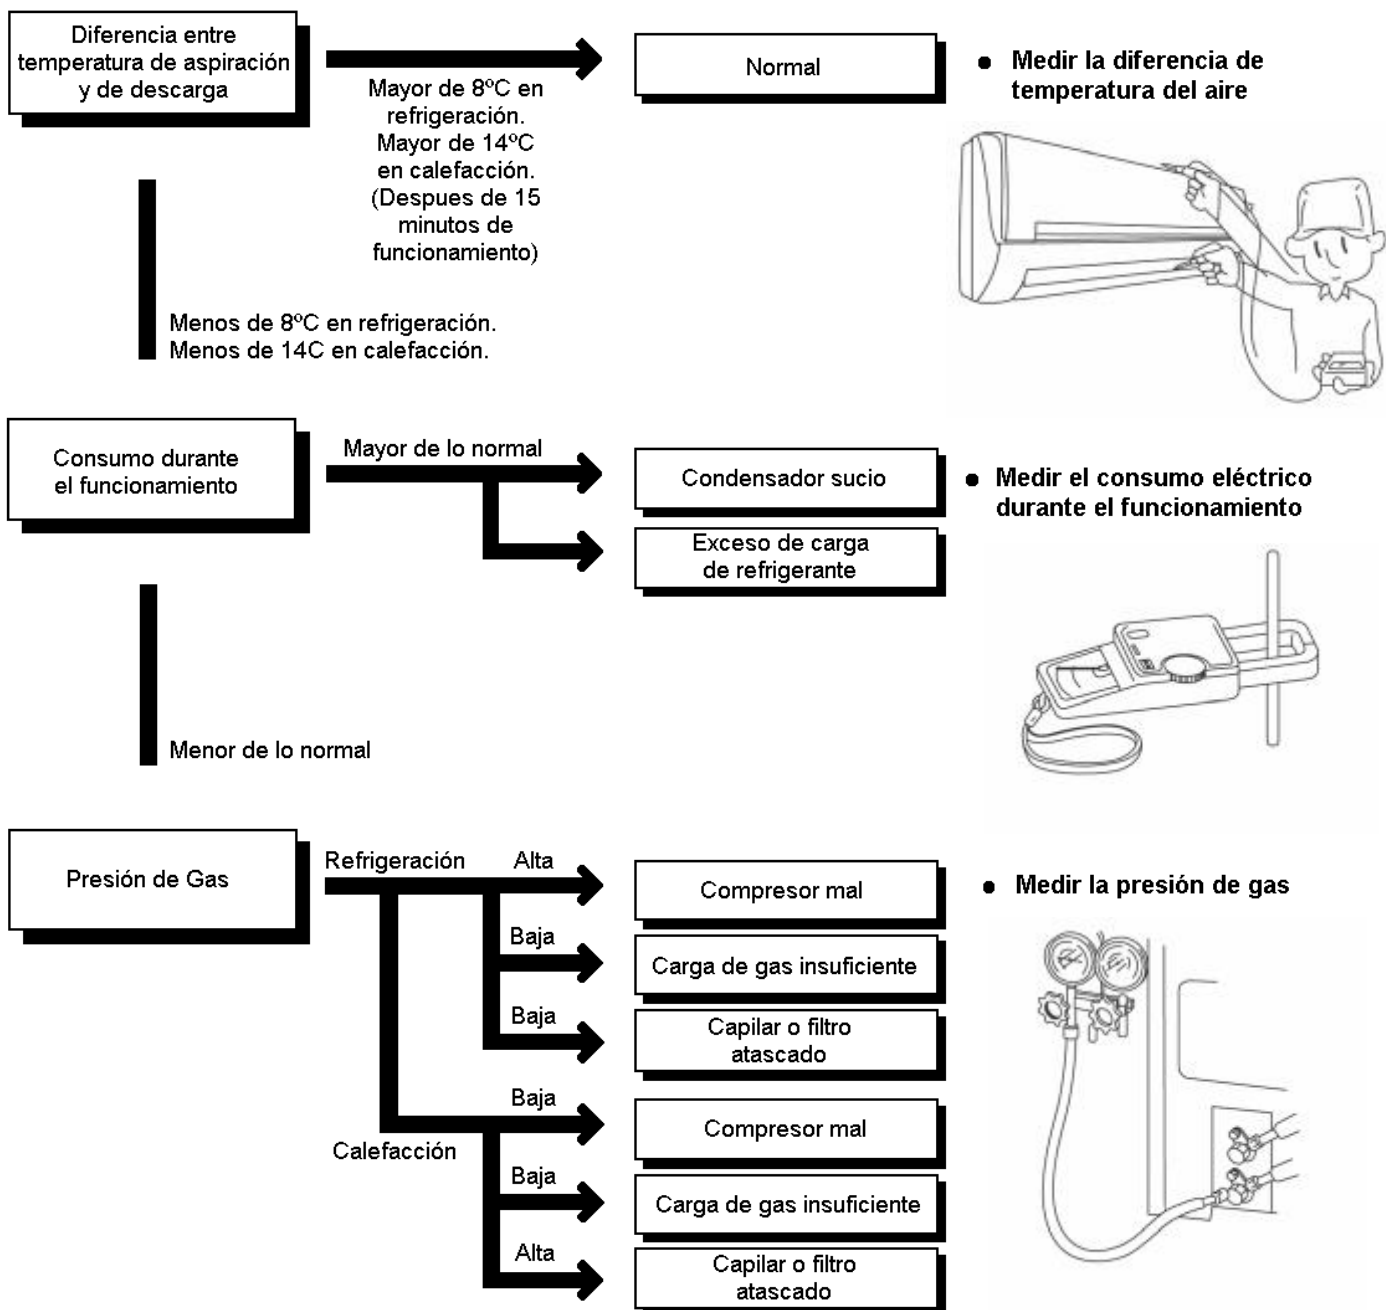 Diferencia entre
temperatura de aspiración
y de descarga
Mayor de 8ºC en
refrigeración.
Mayor de 14ºC
en calefacción.
(Despues de 15
minutos de
funcionamiento)
Normal
● Medir la diferencia de
temperatura del aire
Menos de 8ºC en refrigeración.
Menos de 14C en calefacción.
Consumo durante
el funcionamiento
Mayor de lo normal
Condensador sucio
Exceso de carga
de refrigerante
● Medir el consumo eléctrico
durante el funcionamiento
Menor de lo normal
Presión de Gas
Refrigeración
Alta
Compresor mal
● Medir la presión de gas
Baja
Carga de gas insuficiente
Baja
Capilar o filtro
atascado
Calefacción
Baja
Compresor mal
Baja
Carga de gas insuficiente
Alta
Capilar o filtro
atascado